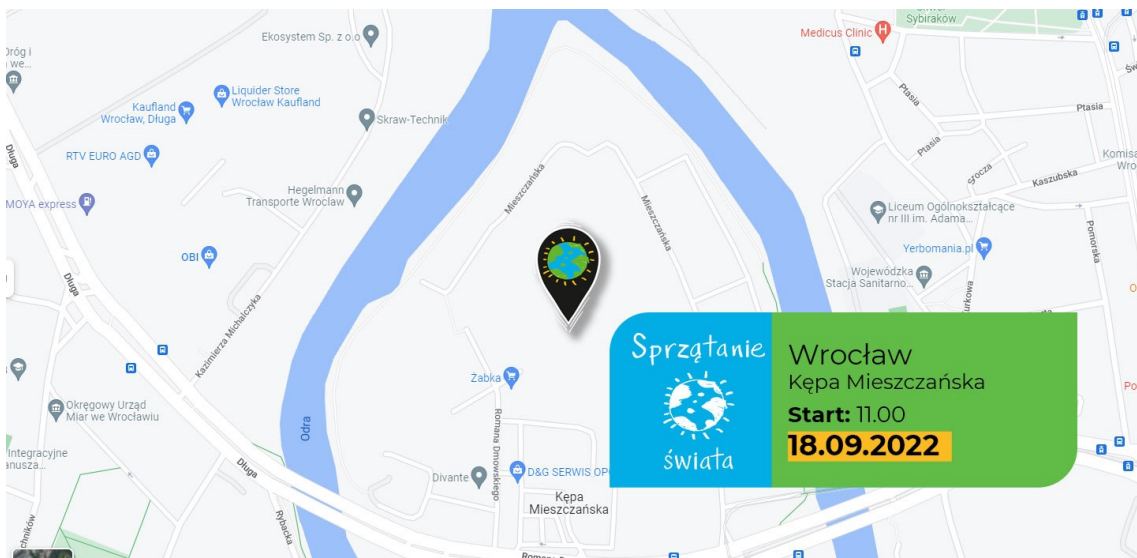 Sybiraków
Medicus Clinic
Ekosystem Sp. z o.o
Liquider Store
Wrocław Kaufland
Kaufland
Wrocław, Długa
Skraw-Technik
RTV EURO AGD
Długa
Hegelmann
Transporte Wroclaw
MOYA express
OBI
Długa
Kazimierza Michalczyka
Mieszczańska
Mieszczańska
Ptasia
Ptasia
Ptasia
Kaszubska
Pomorska
Liceum Ogólnokształcące
nr III im. Adama...
Yerbomania.pl
Wojewódzka
Stacja Sanitarno...
Sprzątanie
świata
Wrocław
Kępa Mieszczańska
Start: 11.00
18.09.2022
Żabka
Okręgowy Urząd
Miar we Wrocławiu
Odra
Romana Dmowskiego
Integracyjne
Długa
Divante
D&G SERWIS
Kępa
Mieszczańska
Rybacka